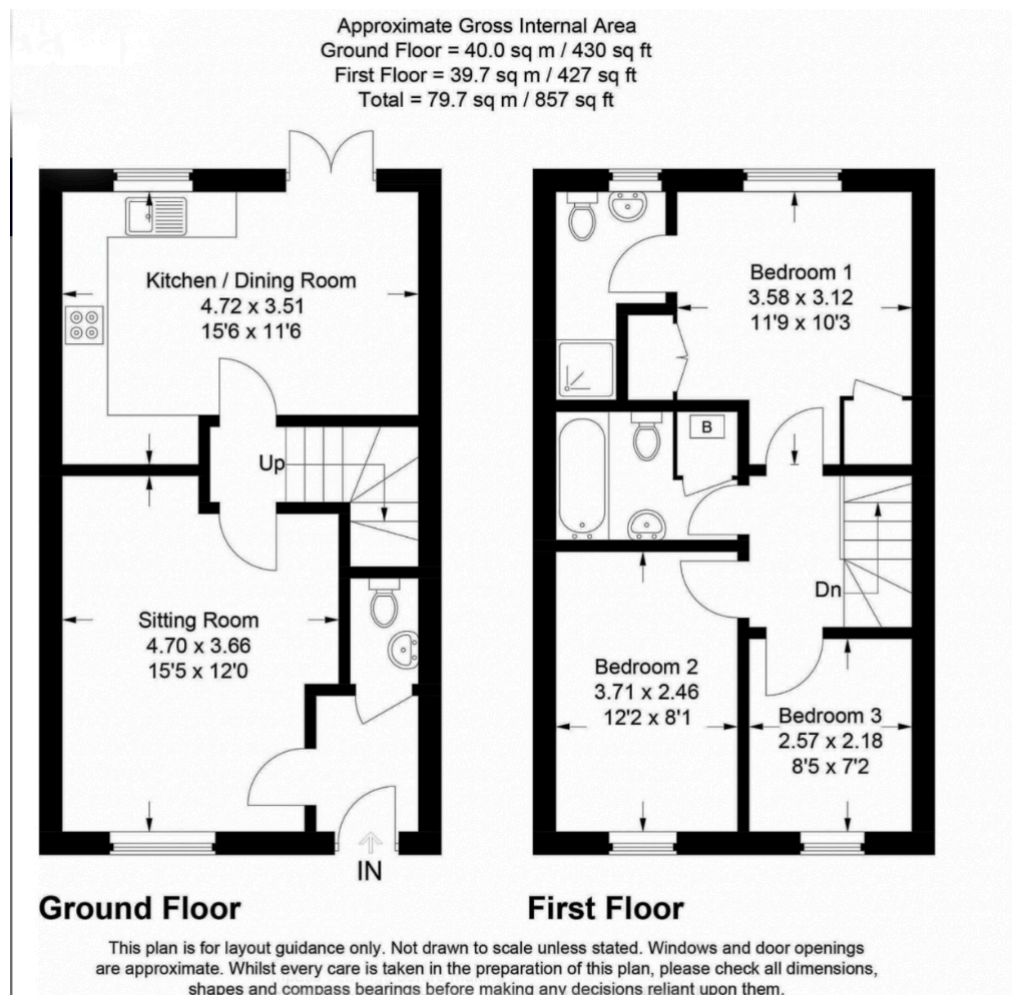 Approximate Gross Internal Area
Ground Floor = 40.0 sq m / 430 sq ft
First Floor = 39.7 sq m / 427 sq ft
Total = 79.7 sq m / 857 sq ft
Kitchen / Dining Room
4.72 x 3.51
15'6 x 11'6
Up
Sitting Room
4.70 x 3.66
15'5 x 12'0
IN
Ground Floor
Bedroom 1
3.58 x 3.12
11'9 x 10'3
B
Dn
Bedroom 2
3.71 x 2.46
12'2 x 8'1
Bedroom 3
2.57 x 2.18
8'5 x 7'2
First Floor
This plan is for layout guidance only. Not drawn to scale unless stated. Windows and door openings
are approximate. Whilst every care is taken in the preparation of this plan, please check all dimensions,
shapes and compass bearings before making any decisions reliant upon them.